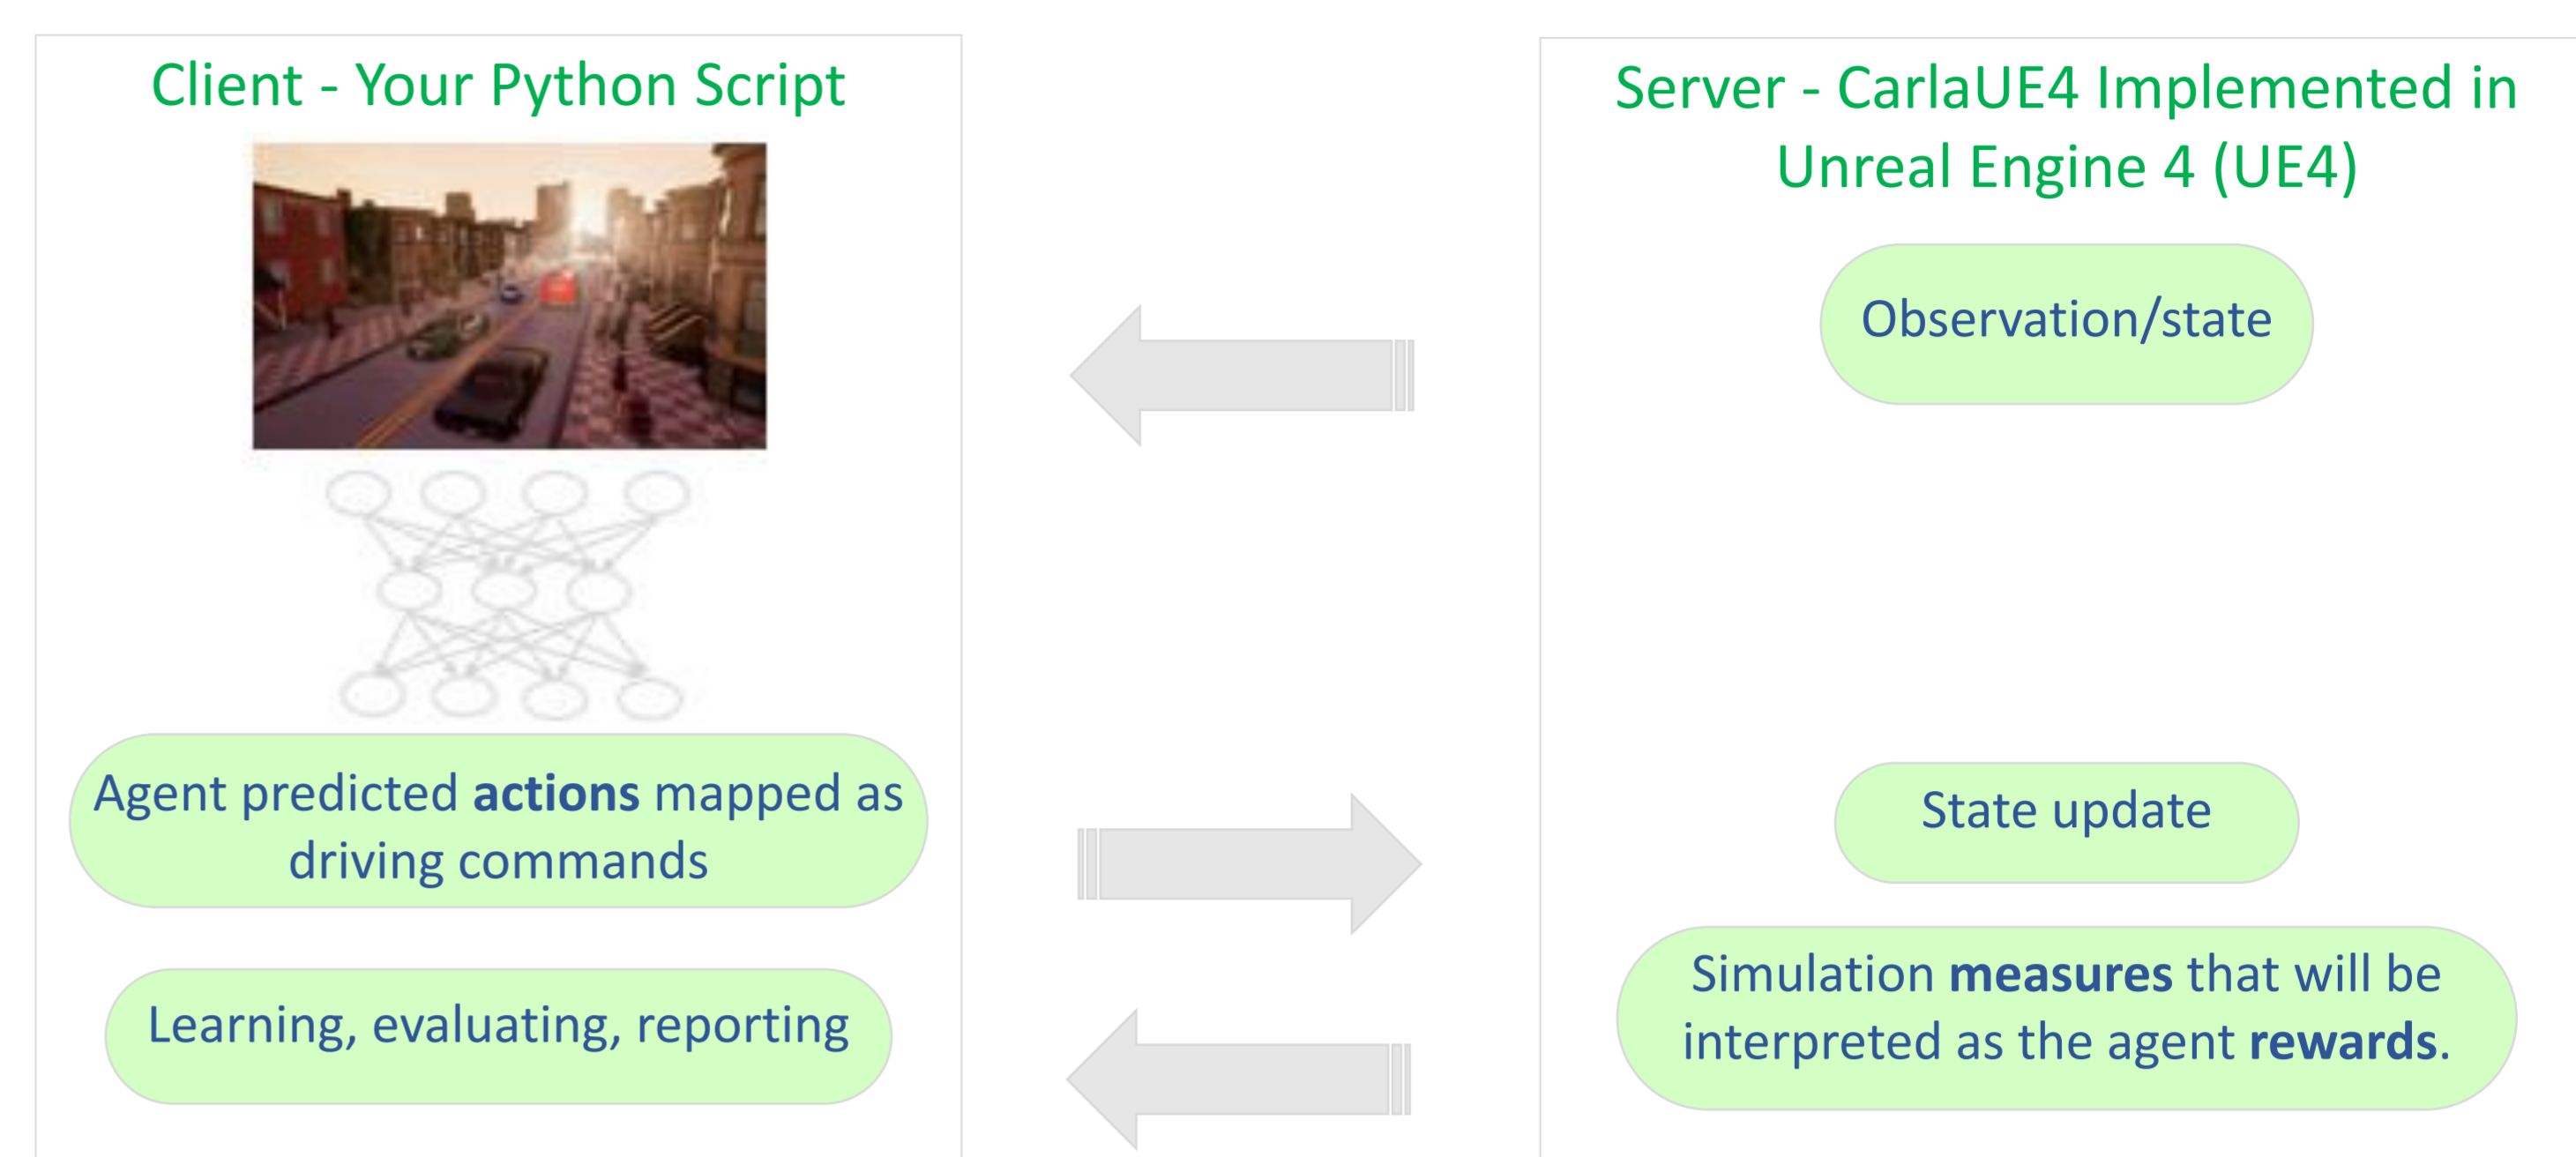 Client - Your Python Script
Server - CarlaUE4 Implemented in
Unreal Engine 4 (UE4)
Observation/state
Agent predicted actions mapped as
driving commands
State update
Learning, evaluating, reporting
Simulation measures that will be
interpreted as the agent rewards.